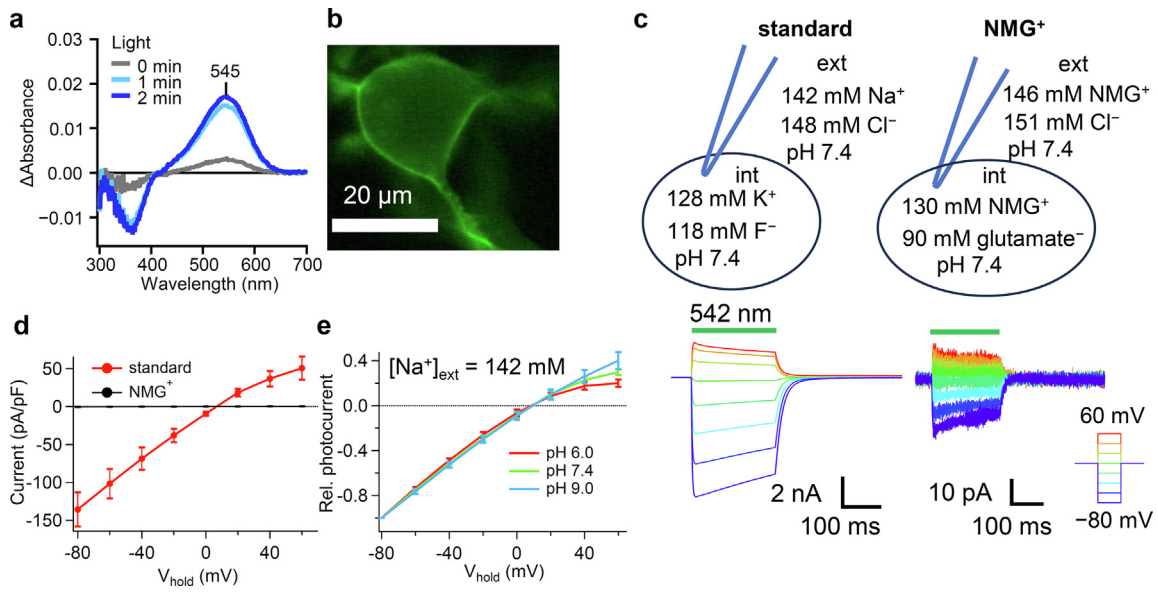 a
0.03
0.02
0.01
0.00
−0.01
ΔAbsorbance
Light
0 min
1 min
2 min
545
300 400 500 600 700
Wavelength (nm)
b
20 µm
c
standard
ext
142 mM Na⁺
148 mM Cl⁻
pH 7.4
int
128 mM K⁺
118 mM F⁻
pH 7.4
NMG⁺
ext
146 mM NMG⁺
151 mM Cl⁻
pH 7.4
int
130 mM NMG⁺
90 mM glutamate⁻
pH 7.4
542 nm
2 nA
100 ms
10 pA
100 ms
60 mV
−80 mV
d
50
0
-50
-100
-150
Current (pA/pF)
standard
NMG⁺
-80 -40 0 40
V_hold (mV)
e
0.4
0.0
-0.4
-0.8
Rel. photocurrent
[Na⁺]_ext = 142 mM
pH 6.0
pH 7.4
pH 9.0
-80 -40 0 40
V_hold (mV)